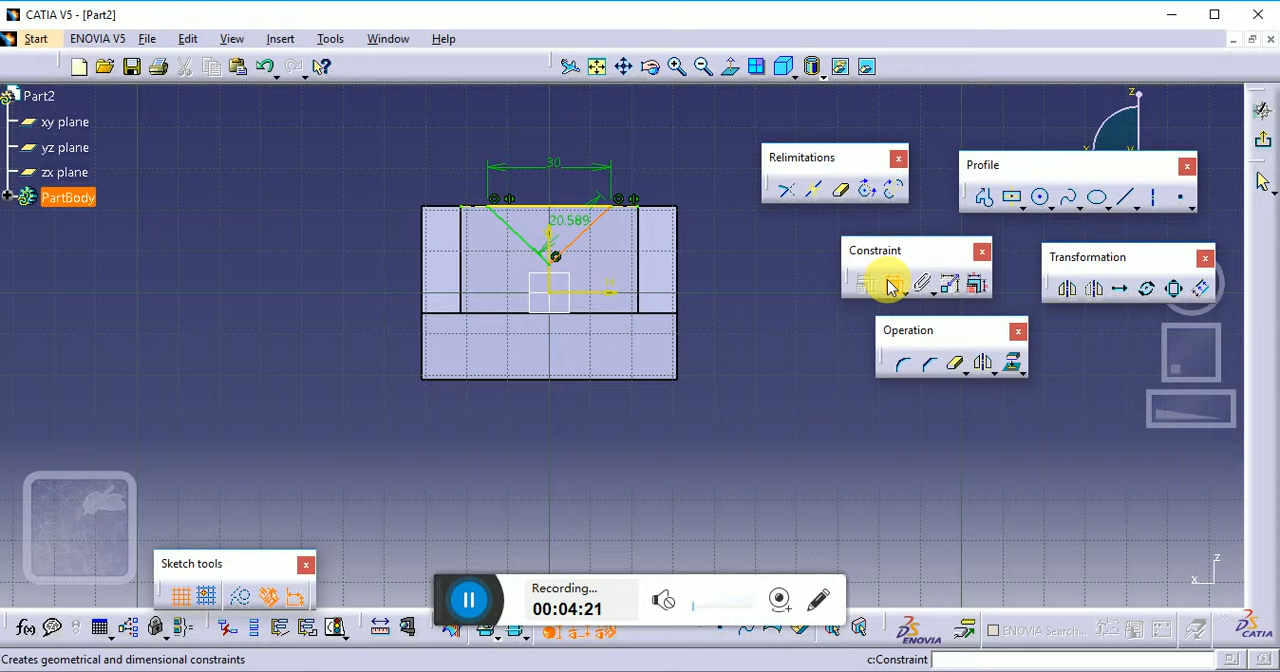 CATIA V5 - [Part2]
Start ENOVIA V5 File Edit View Insert Tools Window Help
Part2
xy plane
yz plane
zx plane
PartBody
z
30
20.589
H
Relimitations
Profile
Constraint
Transformation
Operation
Sketch tools
Recording...
00:04:21
z
x
f(x)
ENOVIA
ENOVIA Search...
CATIA
Creates geometrical and dimensional constraints
c:Constraint